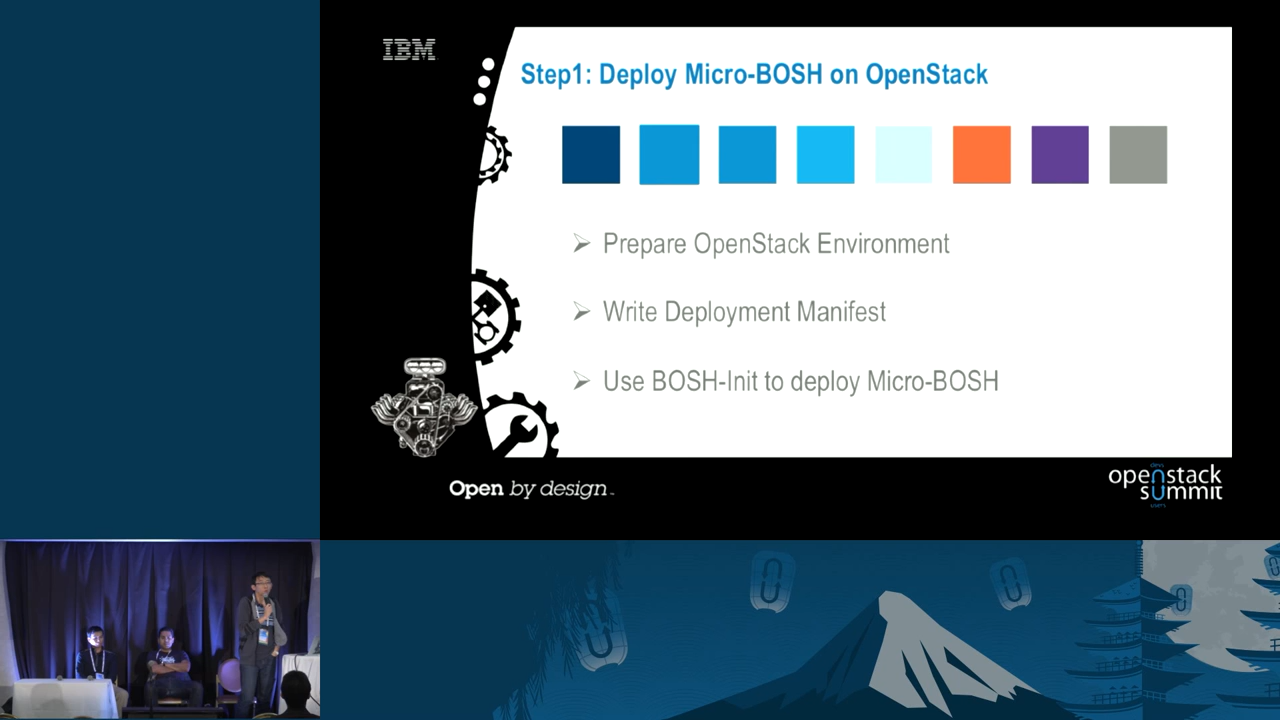 IBM
Step1: Deploy Micro-BOSH on OpenStack
Prepare OpenStack Environment
Write Deployment Manifest
Use BOSH-Init to deploy Micro-BOSH
Open by design
openstack
summit